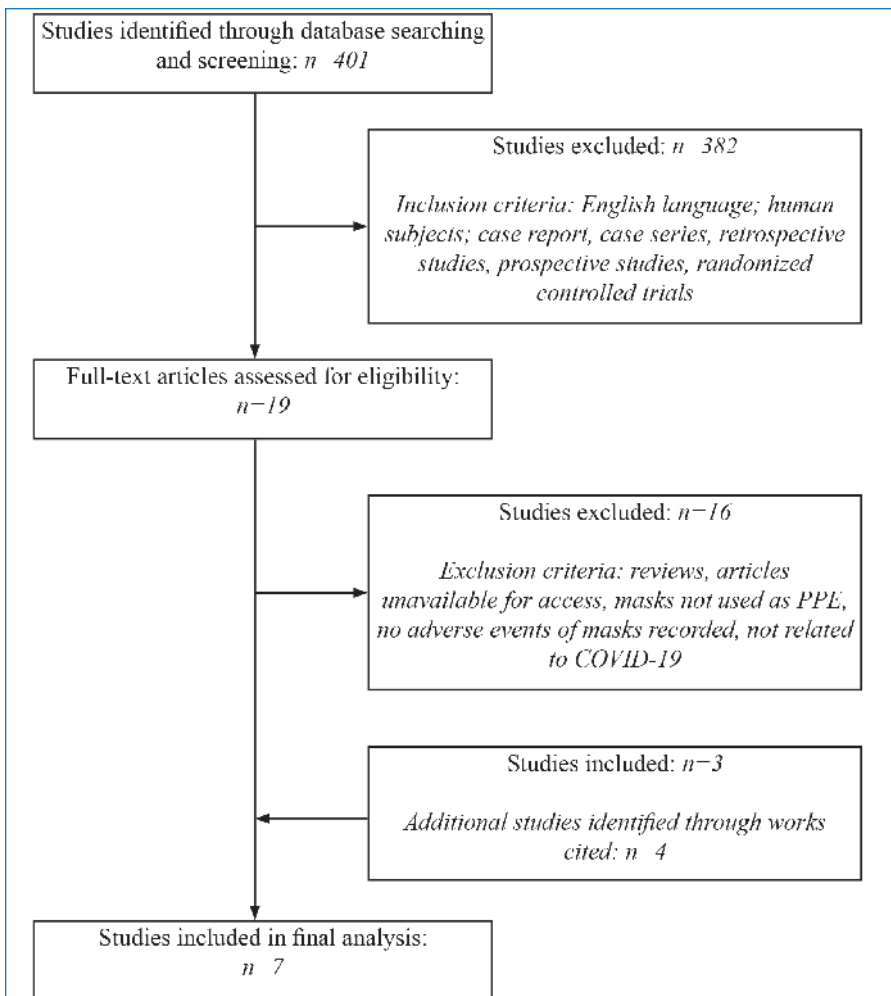 Studies identified through database searching
and screening: n 401
Studies excluded: n 382
Inclusion criteria: English language; human
subjects; case report, case series, retrospective
studies, prospective studies, randomized
controlled trials
Full-text articles assessed for eligibility:
n=19
Studies excluded: n=16
Exclusion criteria: reviews, articles
unavailable for access, masks not used as PPE,
no adverse events of masks recorded, not related
to COVID-19
Studies included: n=3
Additional studies identified through works
cited: n 4
Studies included in final analysis:
n 7